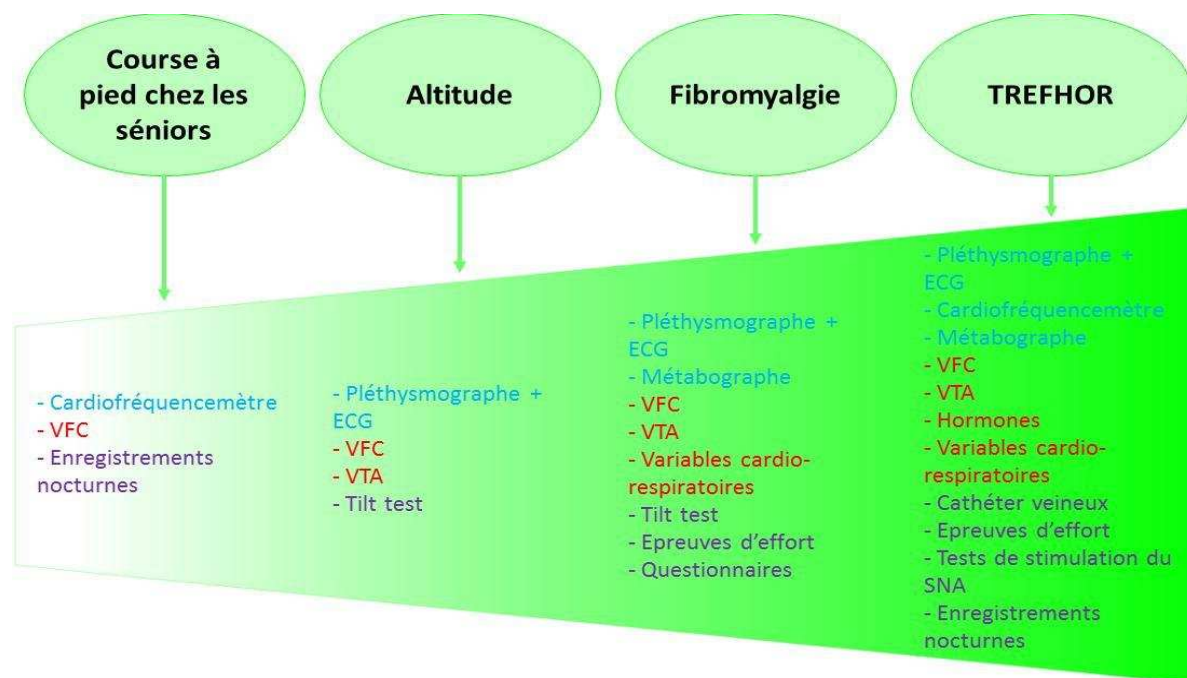 Course à
pied chez les
séniors
Altitude
Fibromyalgie
TREFHOR
- Cardiofréquencemètre
- VFC
- Enregistrements
nocturnes
- Pléthysmographe +
ECG
- VFC
- VTA
- Tilt test
- Pléthysmographe +
ECG
- Métabographe
- VFC
- VTA
- Variables cardio-
respiratoires
- Tilt test
- Epreuves d’effort
- Questionnaires
- Pléthysmographe +
ECG
- Cardiofréquencemètre
- Métabographe
- VFC
- VTA
- Hormones
- Variables cardio-
respiratoires
- Cathéter veineux
- Epreuves d’effort
- Tests de stimulation du
SNA
- Enregistrements
nocturnes